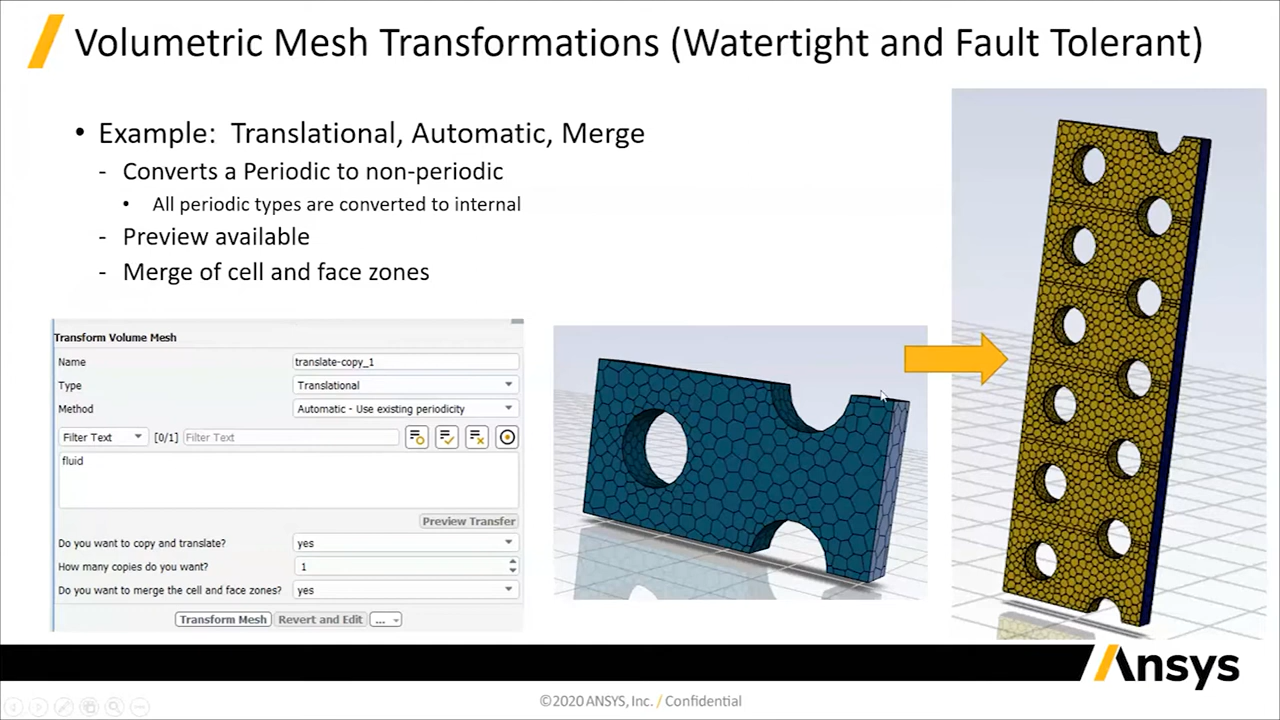 Volumetric Mesh Transformations (Watertight and Fault Tolerant)
• Example: Translational, Automatic, Merge
- Converts a Periodic to non-periodic
• All periodic types are converted to internal
- Preview available
- Merge of cell and face zones
Transform Volume Mesh
Name translate-copy_1
Type Translational
Method Automatic - Use existing periodicity
Filter Text [0/1] Filter Text
fluid
Preview Transfer
Do you want to copy and translate? yes
How many copies do you want? 1
Do you want to merge the cell and face zones? yes
Transform Mesh Revert and Edit ...
Ansys
©2020 ANSYS, Inc. / Confidential